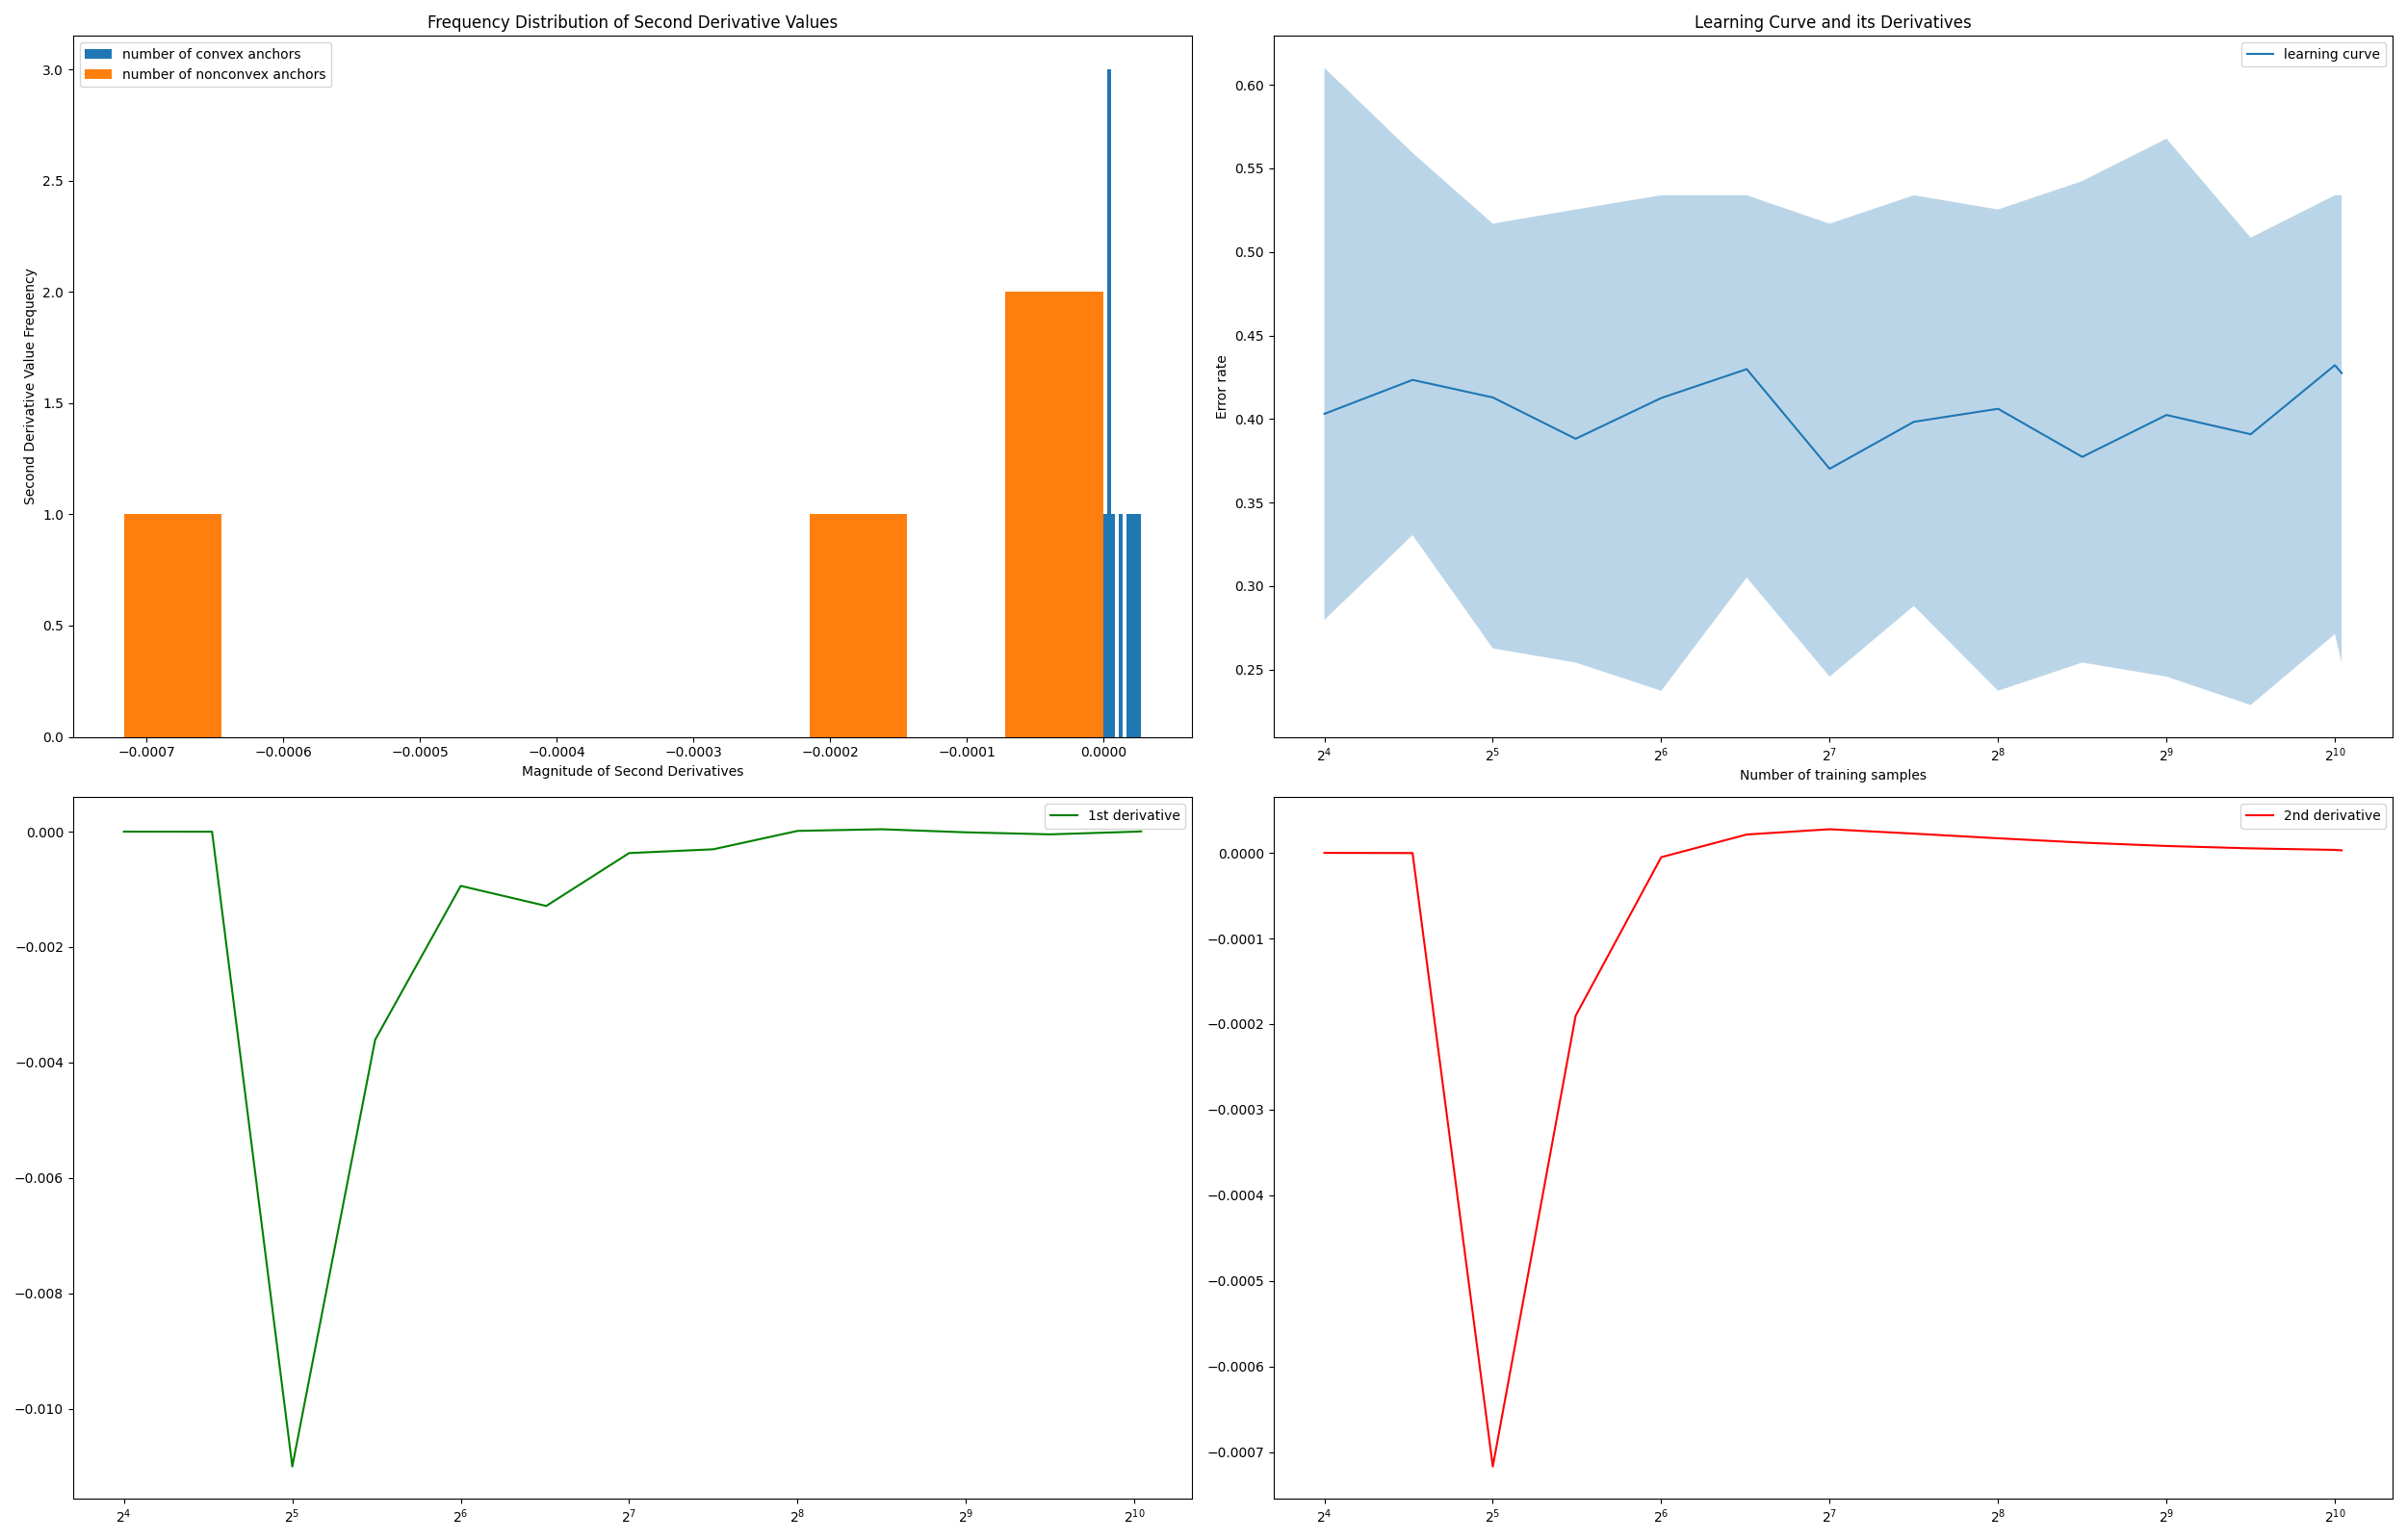 Frequency Distribution of Second Derivative Values
number of convex anchors
number of nonconvex anchors
3.0
2.5
2.0
1.5
1.0
0.5
0.0
Second Derivative Value Frequency
−0.0007 −0.0006 −0.0005 −0.0004 −0.0003 −0.0002 −0.0001 0.0000
Magnitude of Second Derivatives
Learning Curve and its Derivatives
learning curve
0.60
0.55
0.50
0.45
0.40
0.35
0.30
0.25
Error rate
2⁴ 2⁵ 2⁶ 2⁷ 2⁸ 2⁹ 2¹⁰
Number of training samples
1st derivative
0.000
−0.002
−0.004
−0.006
−0.008
−0.010
2⁴ 2⁵ 2⁶ 2⁷ 2⁸ 2⁹ 2¹⁰
2nd derivative
0.0000
−0.0001
−0.0002
−0.0003
−0.0004
−0.0005
−0.0006
−0.0007
2⁴ 2⁵ 2⁶ 2⁷ 2⁸ 2⁹ 2¹⁰